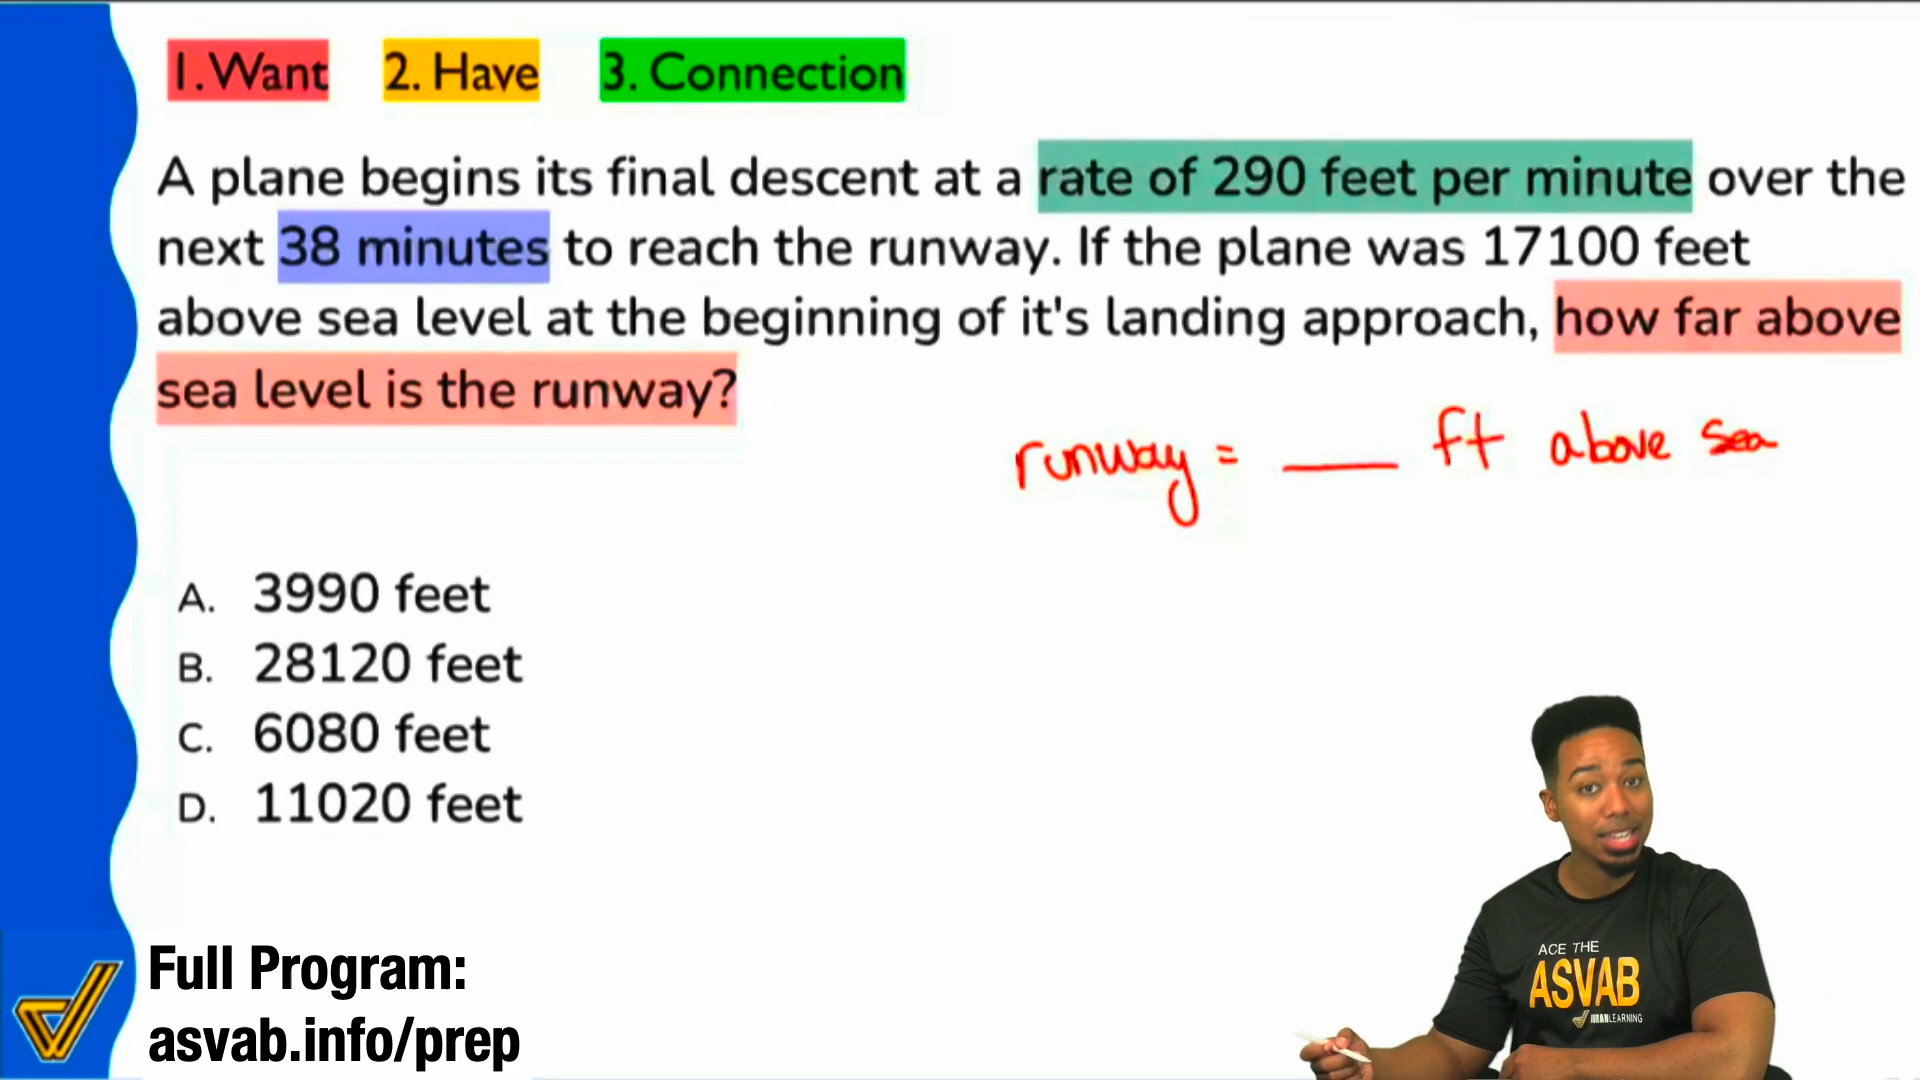 1. Want 2. Have 3. Connection
A plane begins its final descent at a rate of 290 feet per minute over the
next 38 minutes to reach the runway. If the plane was 17100 feet
above sea level at the beginning of it's landing approach, how far above
sea level is the runway?
runway = ___ ft above sea
A. 3990 feet
B. 28120 feet
C. 6080 feet
D. 11020 feet
ACE THE
ASVAB
LEARNING
Full Program:
asvab.info/prep